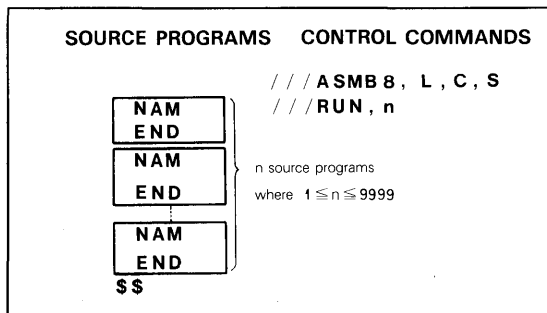 SOURCE PROGRAMS CONTROL COMMANDS
///ASMB8, L, C, S
///RUN, n
NAM
END
NAM
END
n source programs
where 1≦n≦9999
NAM
END
$$